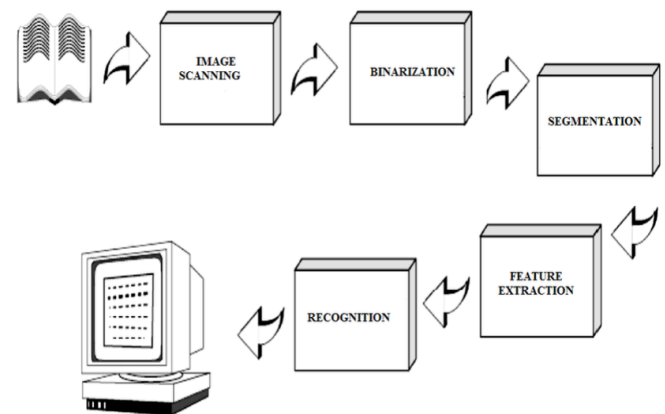 IMAGE
SCANNING
BINARIZATION
SEGMENTATION
FEATURE
EXTRACTION
RECOGNITION